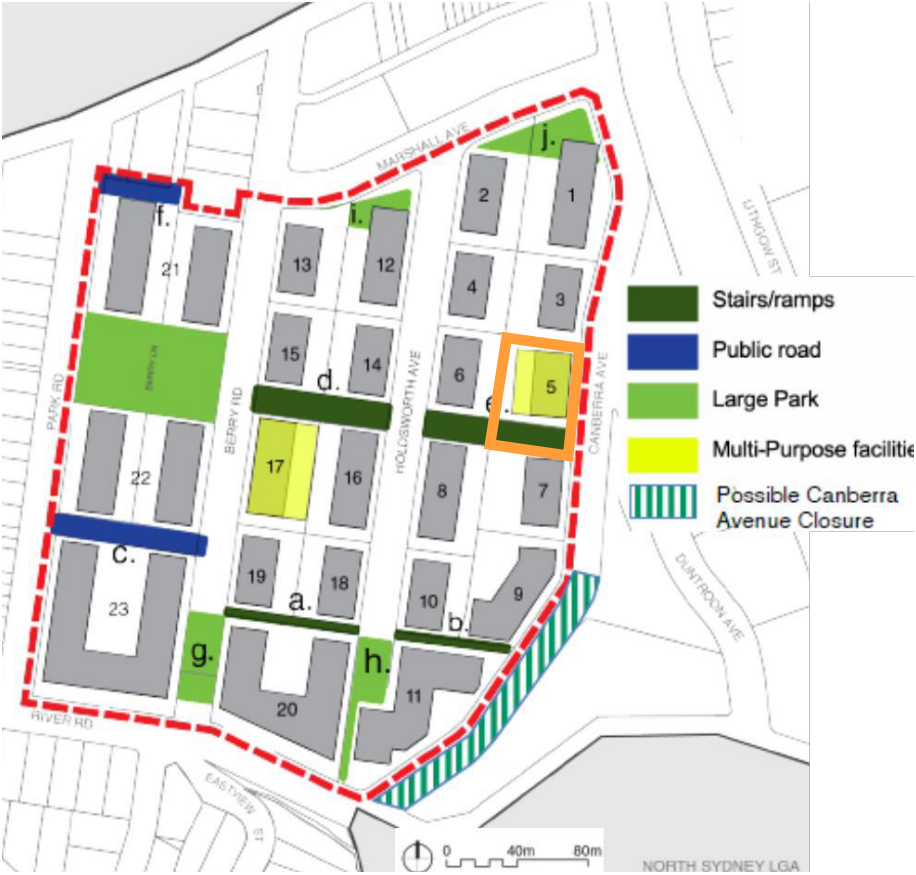 MARSHALL AVE
j.
2
1
f.
i.
21
13
12
4
3
LITHGOW ST
Stairs/ramps
Public road
Large Park
Multi-Purpose facilitie
Possible Canberra
Avenue Closure
15
14
6
5
d.
e.
PARK RD
BERRY LN
BERRY RD
HOLDSWORTH AVE
CANBERRA AVE
17
16
8
7
22
c.
19
18
10
9
a.
b.
23
g.
h.
11
20
DUNTROON AVE
RIVER RD
EASTVIEW ST
0 40m 80m
NORTH SYDNEY LGA